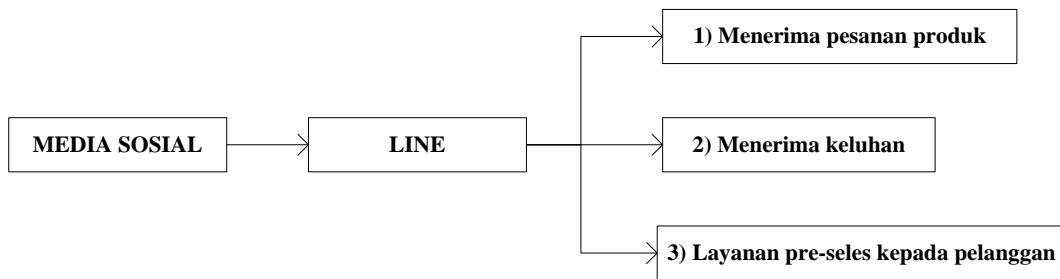 MEDIA SOSIAL
LINE
1) Menerima pesanan produk
2) Menerima keluhan
3) Layanan pre-seles kepada pelanggan